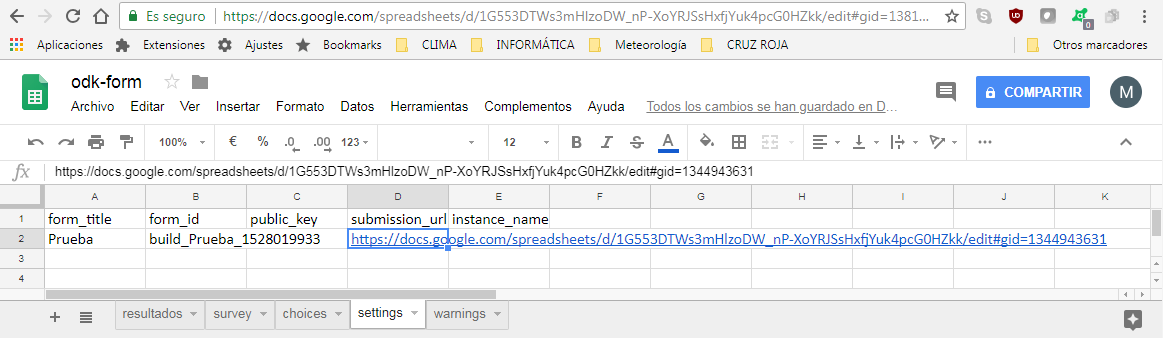 Es seguro https://docs.google.com/spreadsheets/d/1G553DTWs3mHlzoDW_nP-XoYRJSsHxfjYuk4pcG0HZkk/edit#gid=1381...
Aplicaciones Extensiones Ajustes Bookmarks CLIMA INFORMÁTICA Meteorología CRUZ ROJA Otros marcadores
odk-form
Archivo Editar Ver Insertar Formato Datos Herramientas Complementos Ayuda Todos los cambios se han guardado en D... COMPARTIR M
100% € % .0 .00 123 12 B I S A
fx https://docs.google.com/spreadsheets/d/1G553DTWs3mHlzoDW_nP-XoYRJSsHxfjYuk4pcG0HZkk/edit#gid=1344943631
A B C D E F G H I J K
1 form_title form_id public_key submission_url instance_name
2 Prueba build_Prueba_1528019933 https://docs.google.com/spreadsheets/d/1G553DTWs3mHlzoDW_nP-XoYRJSsHxfjYuk4pcG0HZkk/edit#gid=1344943631
3
4
resultados survey choices settings warnings